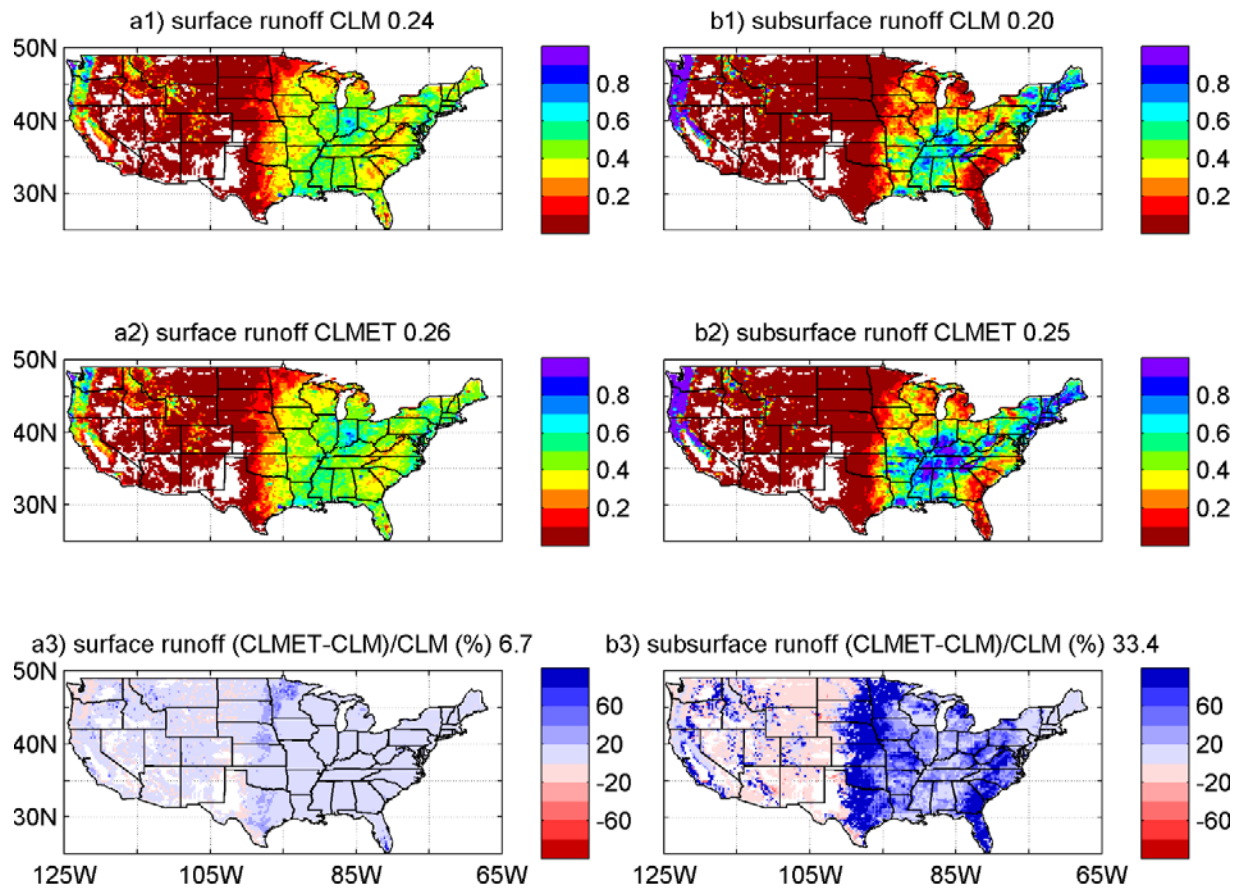 a1) surface runoff CLM 0.24
b1) subsurface runoff CLM 0.20
50N
40N
30N
0.8
0.6
0.4
0.2
0.8
0.6
0.4
0.2
a2) surface runoff CLMET 0.26
b2) subsurface runoff CLMET 0.25
50N
40N
30N
0.8
0.6
0.4
0.2
0.8
0.6
0.4
0.2
a3) surface runoff (CLMET-CLM)/CLM (%) 6.7
b3) subsurface runoff (CLMET-CLM)/CLM (%) 33.4
50N
40N
30N
60
20
-20
-60
60
20
-20
-60
125W 105W 85W 65W
125W 105W 85W 65W